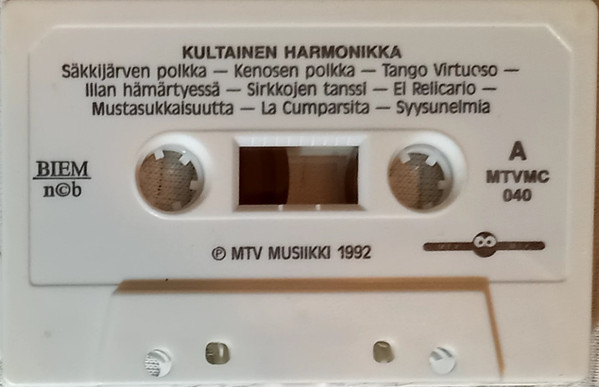 KULTAINEN HARMONIKKA
Säkkijärven polkka – Kenosen polkka – Tango Virtuoso –
Illan hämärtyessä – Sirkkojen tanssi – El Relicario –
Mustasukkaisuutta – La Cumparsita – Syysunelmia
BIEM
n©b
A
MTVMC
040
℗ MTV MUSIIKKI 1992
MTV